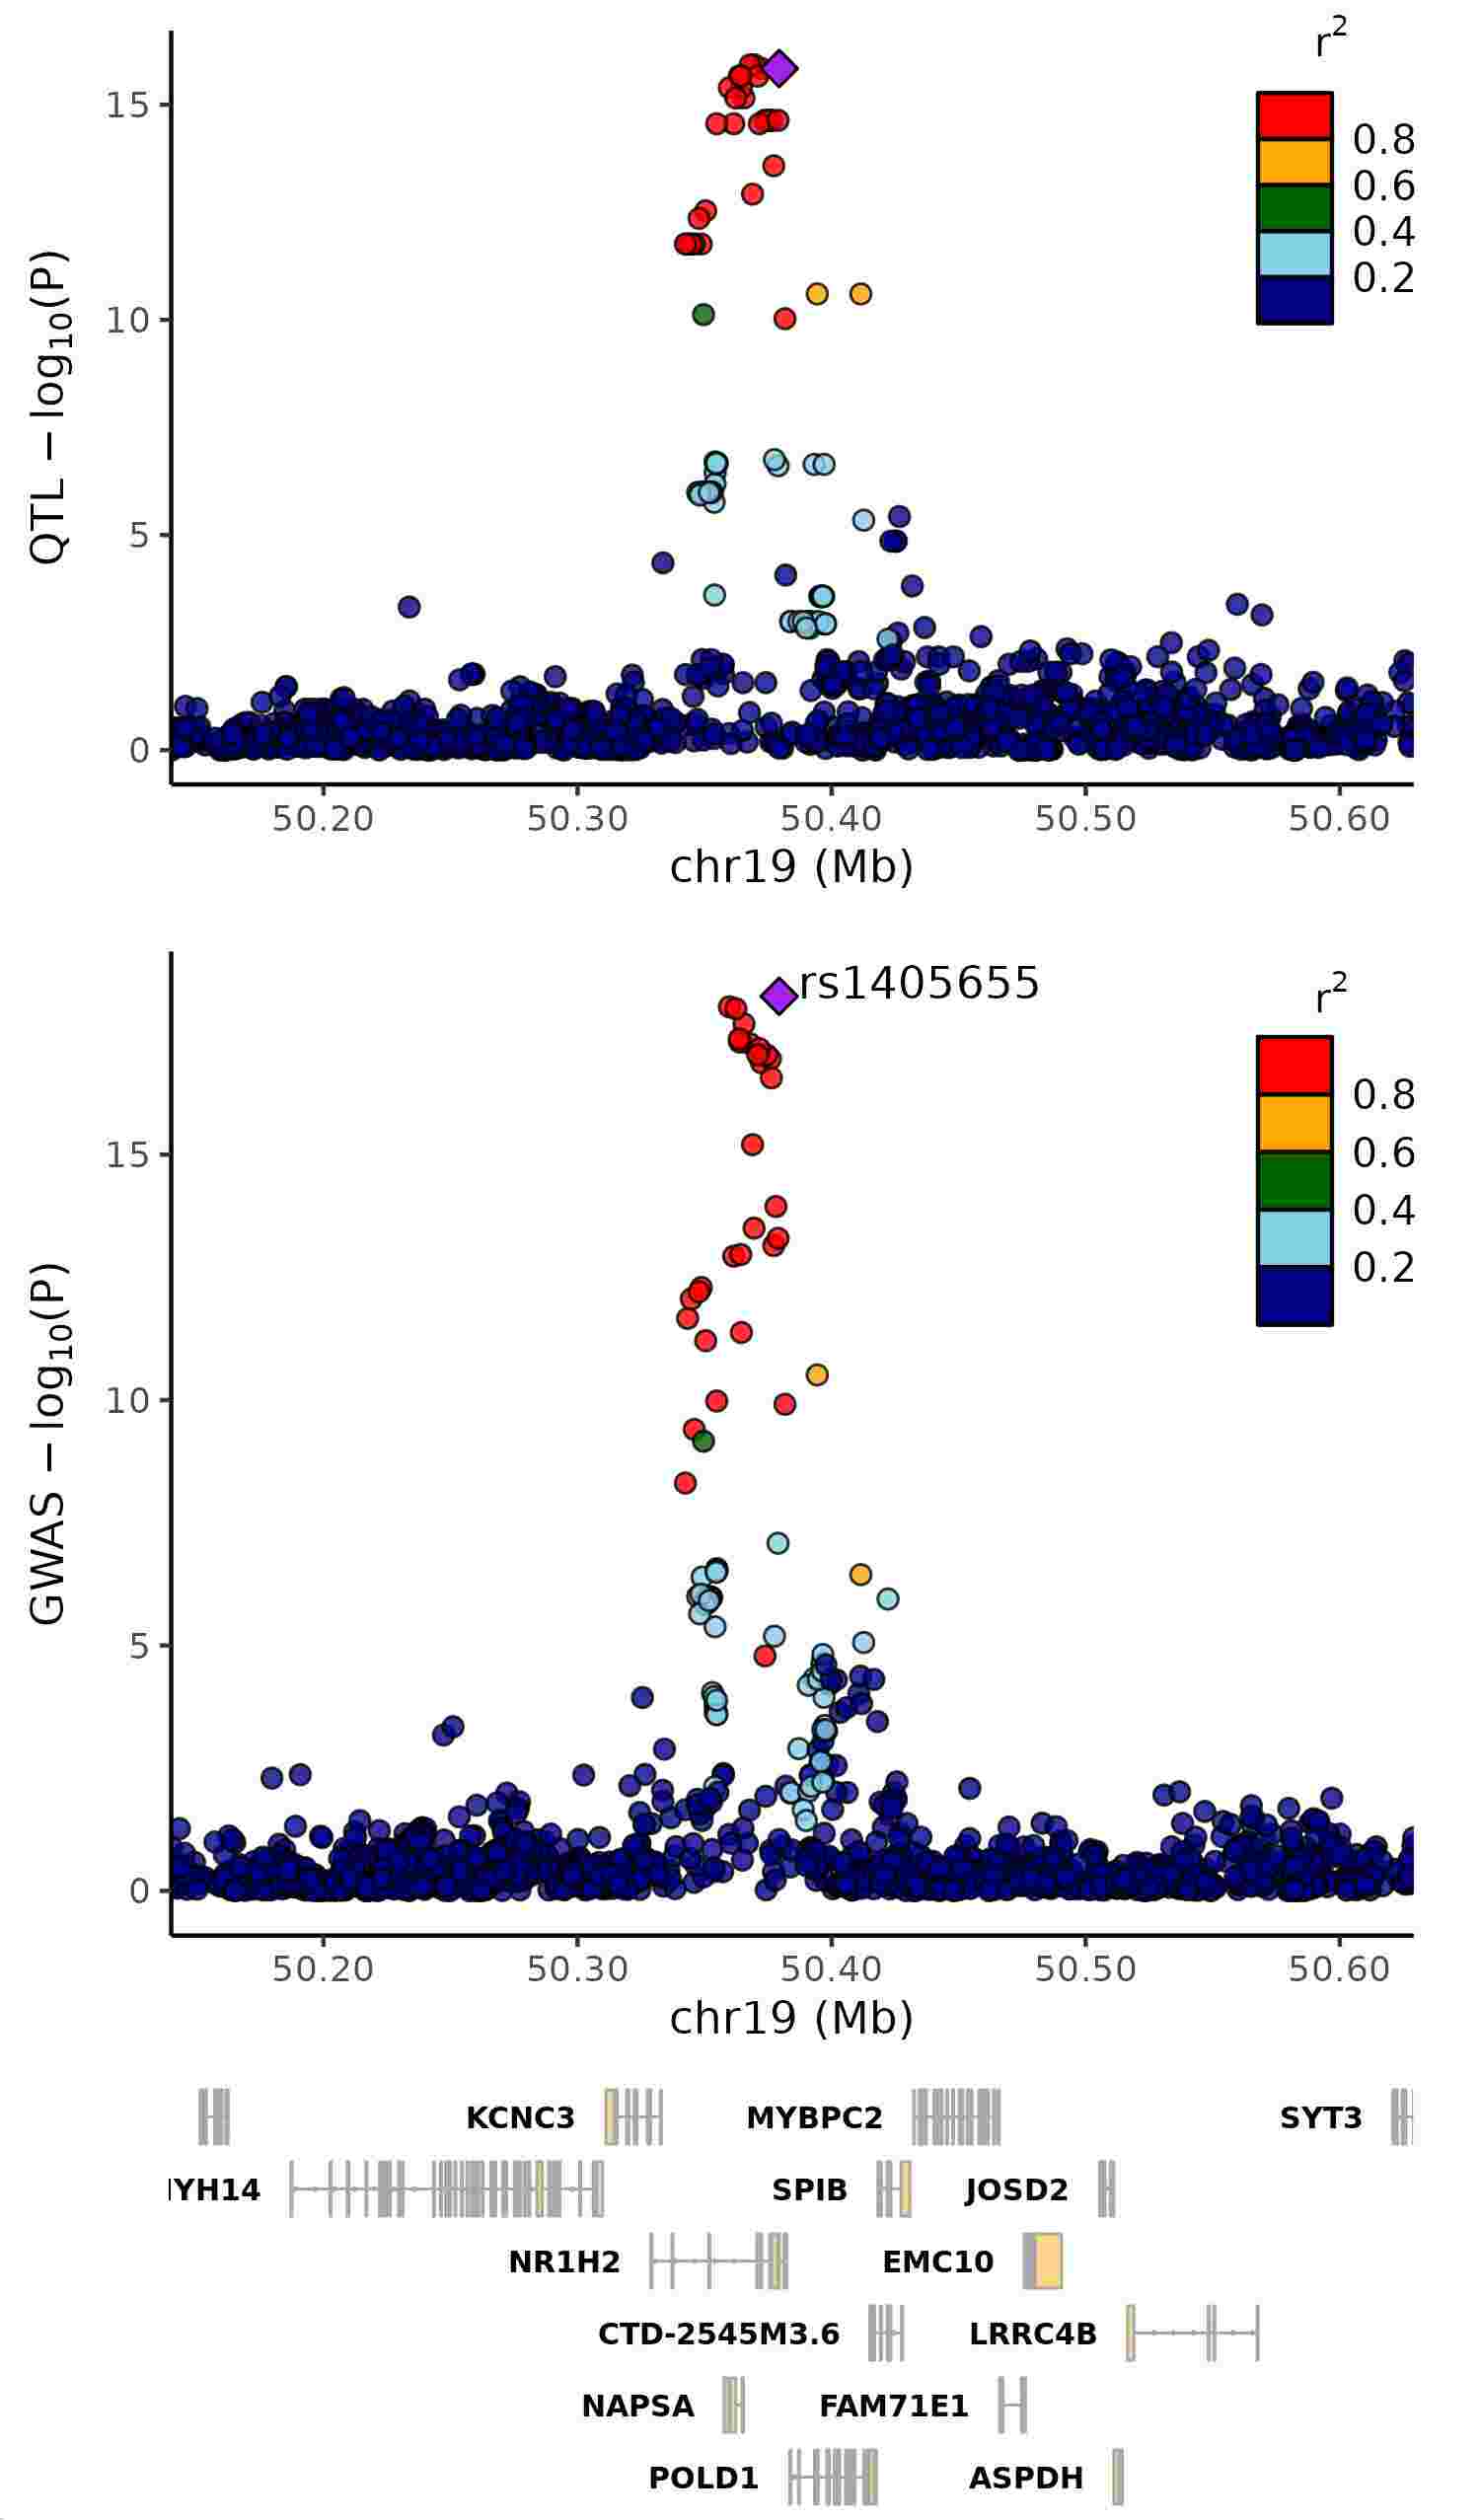 r2
15
10
5
0
QTL −log10(P)
0.8
0.6
0.4
0.2
50.20 50.30 50.40 50.50 50.60
chr19 (Mb)
rs1405655
r2
15
10
5
0
GWAS −log10(P)
0.8
0.6
0.4
0.2
50.20 50.30 50.40 50.50 50.60
chr19 (Mb)
KCNC3 MYBPC2 SYT3
YH14 SPIB JOSD2
NR1H2 EMC10
CTD-2545M3.6 LRRC4B
NAPSA FAM71E1
POLD1 ASPDH